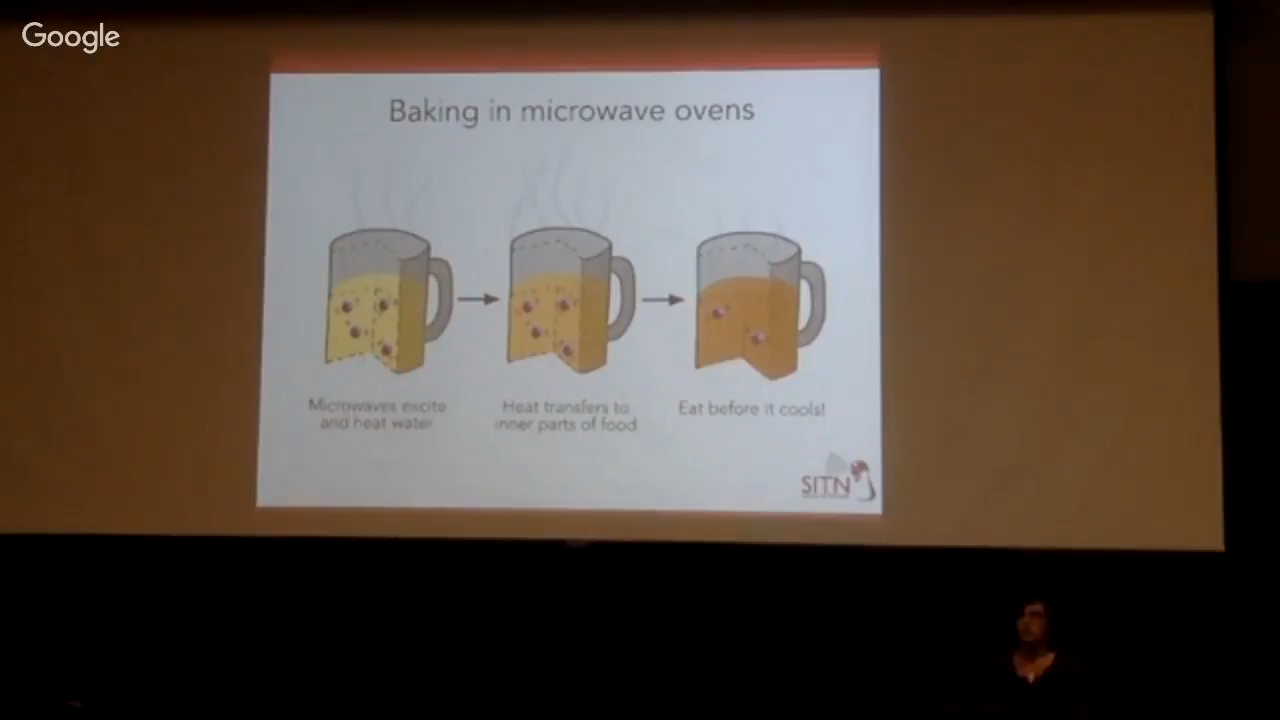 Google
Baking in microwave ovens
Microwaves excite
and heat water
Heat transfers to
inner parts of food
Eat before it cools!
SITN